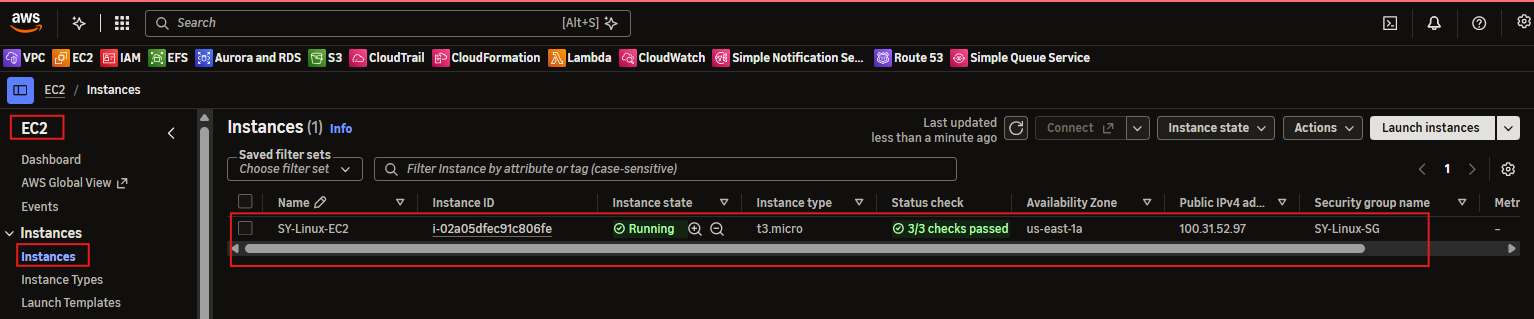 aws
Search [Alt+S]
VPC EC2 IAM EFS Aurora and RDS S3 CloudTrail CloudFormation Lambda CloudWatch Simple Notification Se... Route 53 Simple Queue Service
EC2 / Instances
EC2
Dashboard
AWS Global View
Events
Instances
Instances
Instance Types
Launch Templates
Instances (1) Info
Last updated
less than a minute ago
Connect
Instance state
Actions
Launch instances
Saved filter sets
Choose filter set
Filter Instance by attribute or tag (case-sensitive)
1
Name Instance ID Instance state Instance type Status check Availability Zone Public IPv4 ad... Security group name Metr
SY-Linux-EC2 i-02a05dfec91c806fe Running t3.micro 3/3 checks passed us-east-1a 100.31.52.97 SY-Linux-SG –